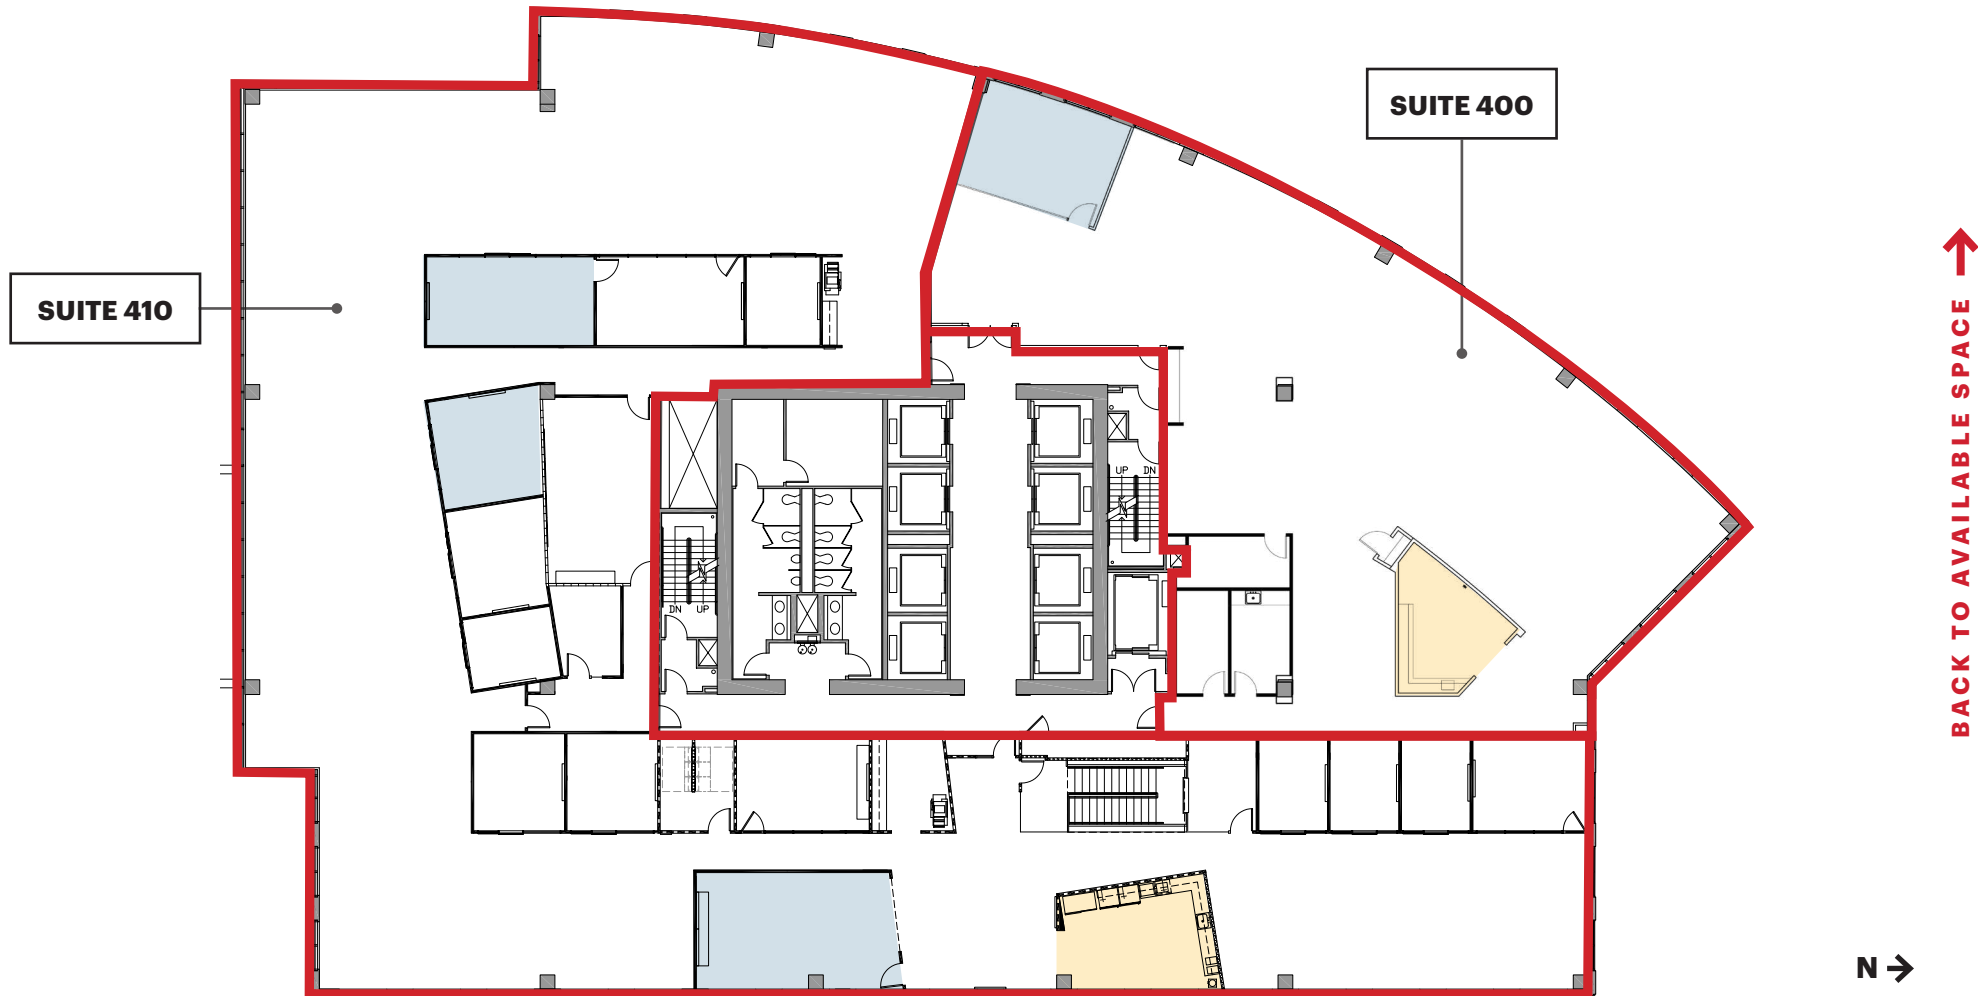 SUITE 400
SUITE 410
UP DN
DN UP
BACK TO AVAILABLE SPACE
N